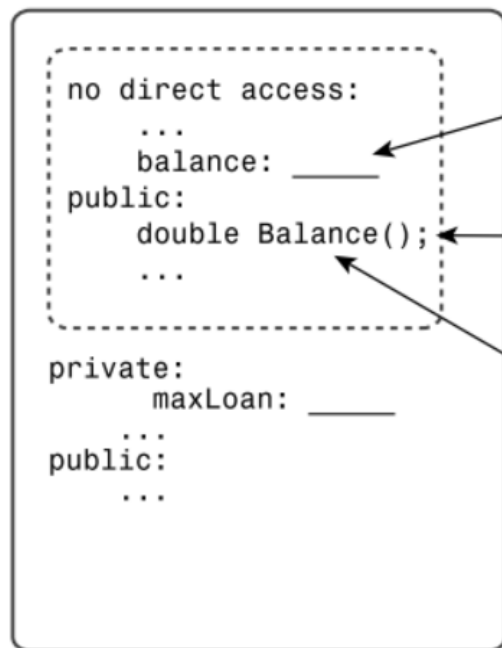 no direct access:
...
balance: _____
public:
double Balance();
...
private:
maxLoan: _____
...
public:
...